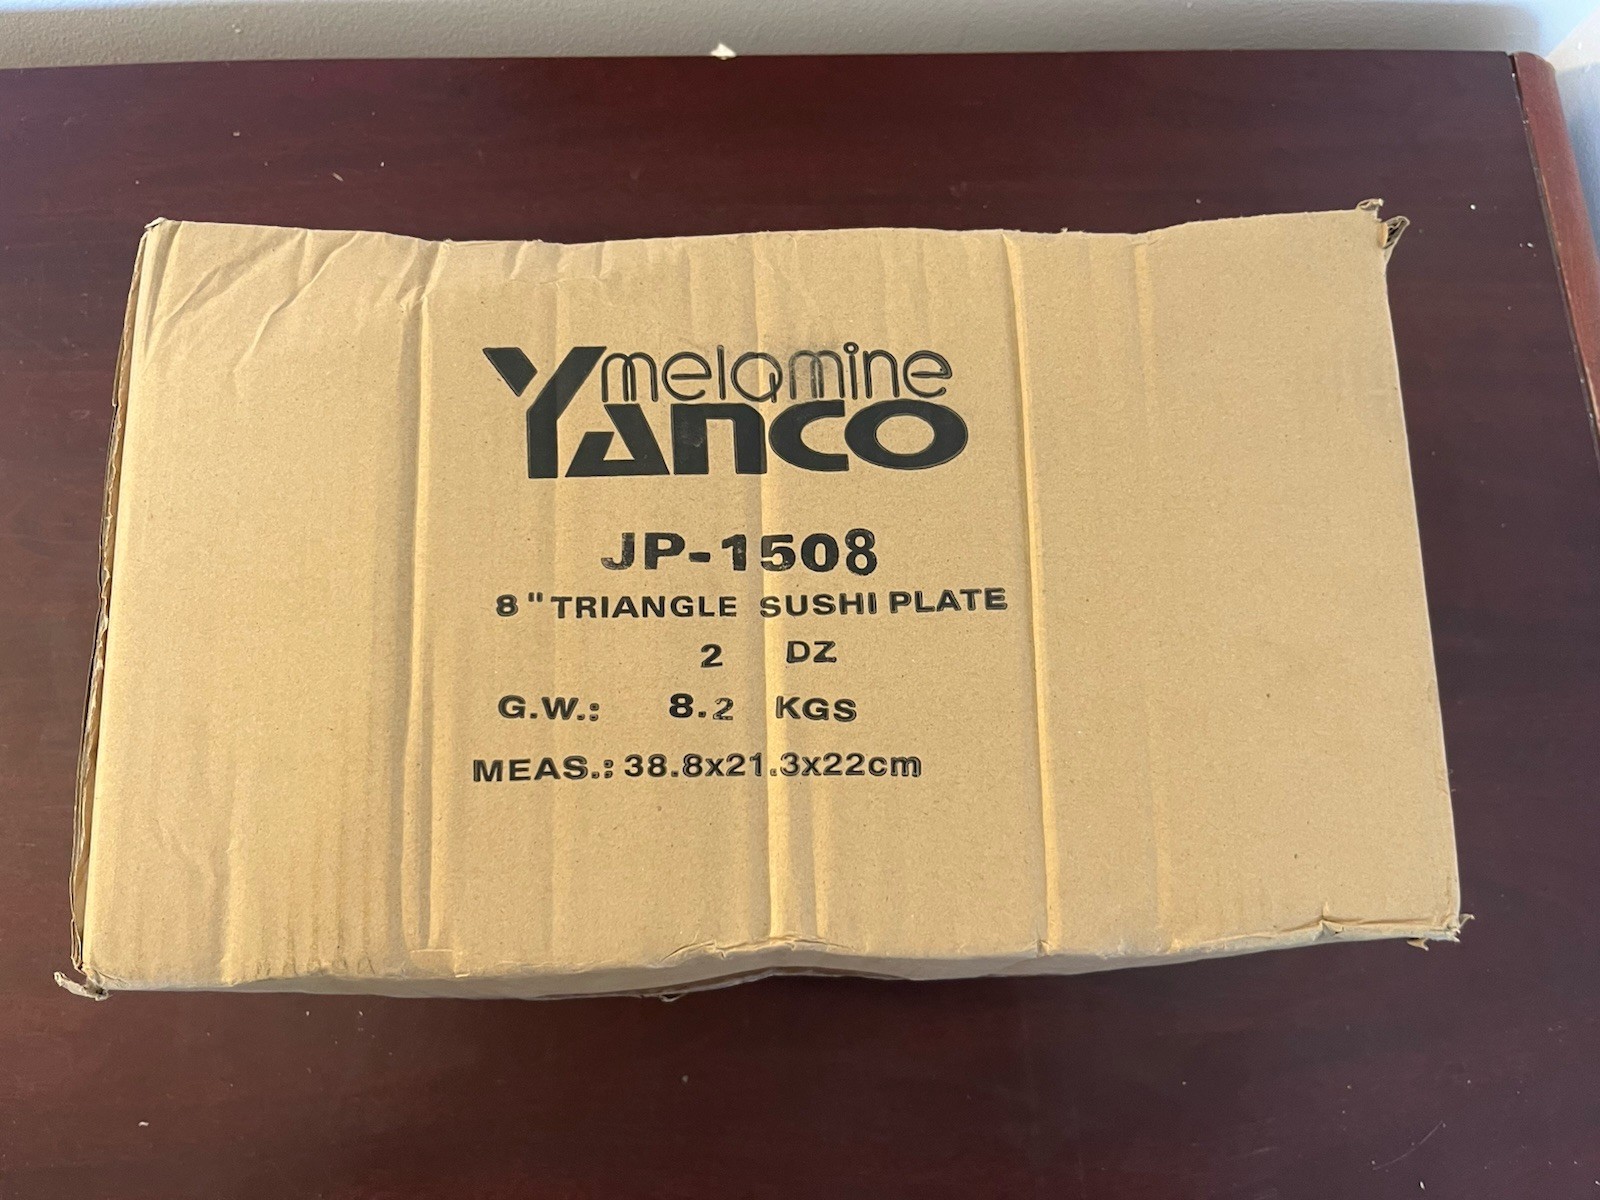 melamine
Yanco
JP-1508
8" TRIANGLE SUSHI PLATE
2 DZ
G.W.: 8.2 KGS
MEAS.: 38.8x21.3x22cm